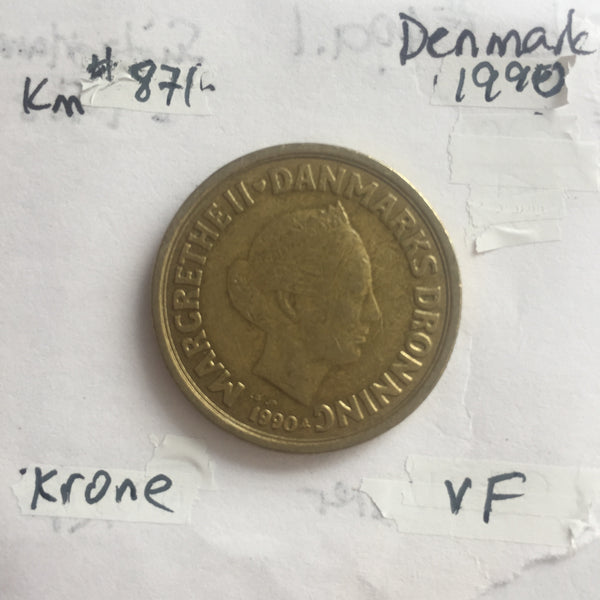 Denmark
Km # 871
1990
MARGRETHE II • DANMARKS DRONNING
1990
Krone
VF